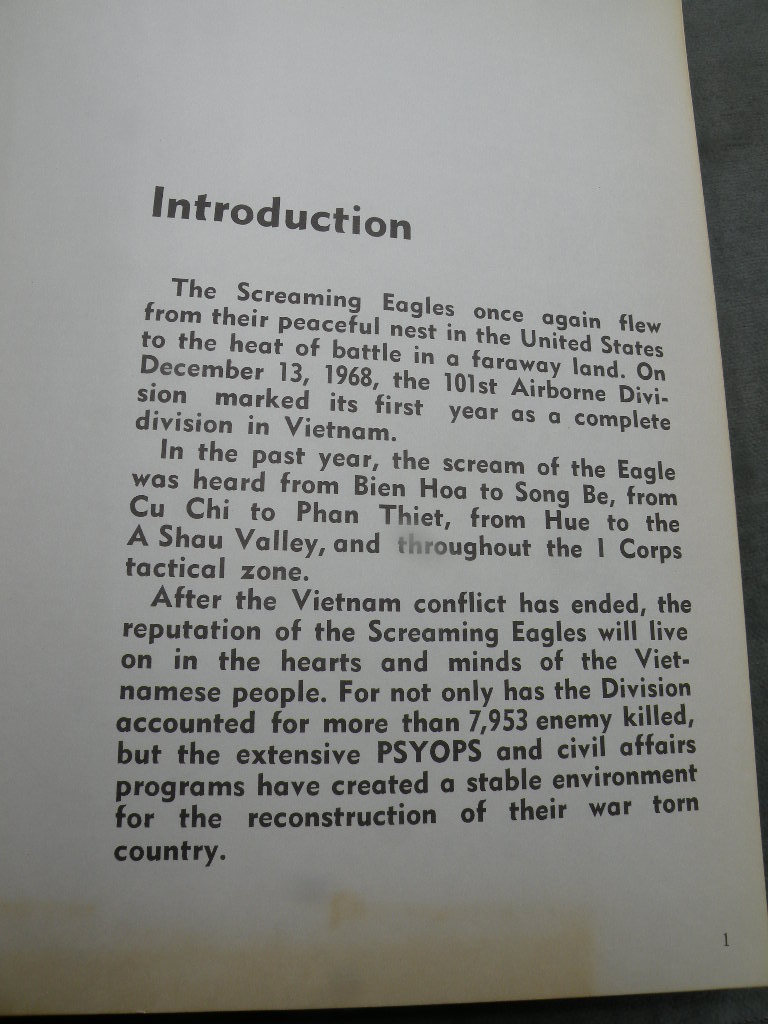 Introduction
The Screaming Eagles once again flew
from their peaceful nest in the United States
to the heat of battle in a faraway land. On
December 13, 1968, the 101st Airborne Divi-
sion marked its first year as a complete
division in Vietnam.
In the past year, the scream of the Eagle
was heard from Bien Hoa to Song Be, from
Cu Chi to Phan Thiet, from Hue to the
A Shau Valley, and throughout the I Corps
tactical zone.
After the Vietnam conflict has ended, the
reputation of the Screaming Eagles will live
on in the hearts and minds of the Viet-
namese people. For not only has the Division
accounted for more than 7,953 enemy killed,
but the extensive PSYOPS and civil affairs
programs have created a stable environment
for the reconstruction of their war torn
country.
1